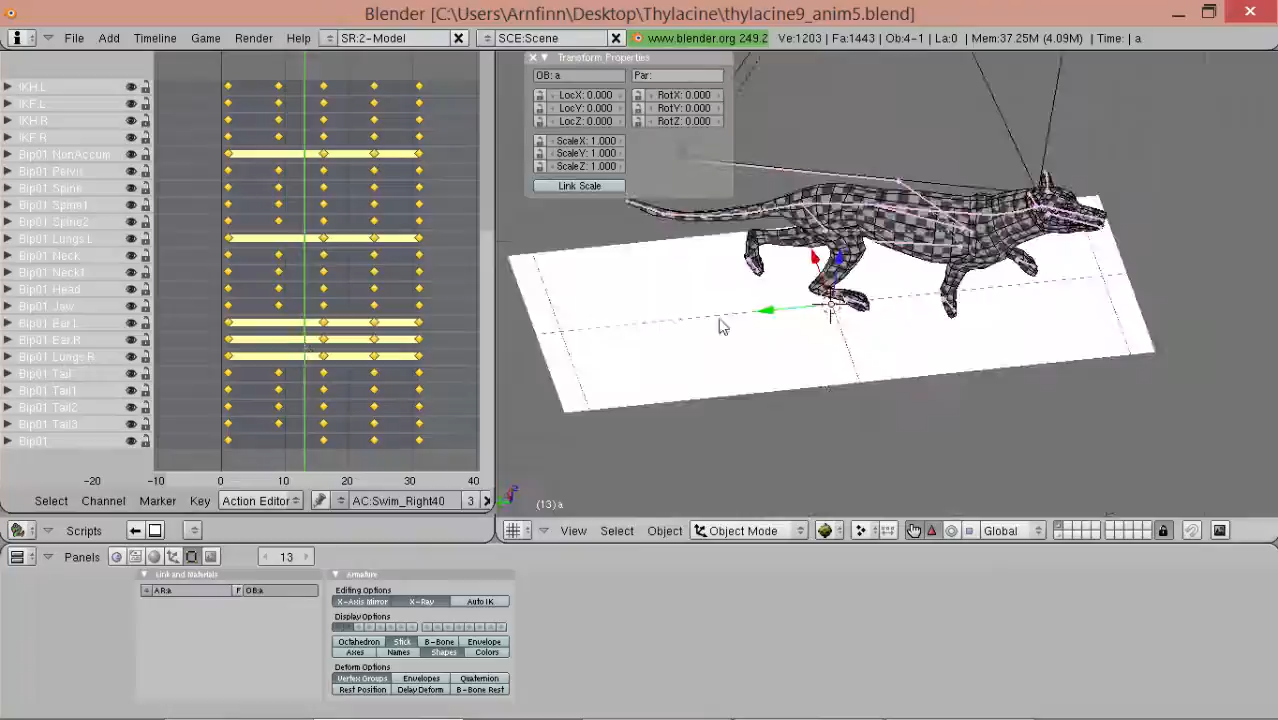 Blender [C:\Users\Arnfinn\Desktop\Thylacine\thylacine9_anim5.blend]
File Add Timeline Game Render Help SR:2-Model SCE:Scene www.blender.org 249.2 Ve:1203 | Fa:1443 | Ob:4-1 | La:0 | Mem:37.25M (4.09M) | Time: | a
Transform Properties
OB: a Par:
LocX: 0.000 RotX: 0.000
LocY: 0.000 RotY: 0.000
LocZ: 0.000 RotZ: 0.000
ScaleX: 1.000
ScaleY: 1.000
ScaleZ: 1.000
Link Scale
IKH.L
IKF.L
IKH.R
IKF.R
Bip01 NonAccum
Bip01 Pelvis
Bip01 Spine
Bip01 Spine1
Bip01 Spine2
Bip01 Lungs.L
Bip01 Neck
Bip01 Neck1
Bip01 Head
Bip01 Jaw
Bip01 Ear.L
Bip01 Ear.R
Bip01 Lungs.R
Bip01 Tail
Bip01 Tail1
Bip01 Tail2
Bip01 Tail3
Bip01
-20 -10 0 10 20 30 40
Select Channel Marker Key Action Editor AC:Swim_Right40 3
(13) a
Scripts
View Select Object Object Mode Global
Panels 13
Link and Materials
AR:a F OB:a
Armature
Editing Options
X-Axis Mirror X-Ray Auto IK
Display Options
Octahedron Stick B-Bone Envelope
Axes Names Shapes Colors
Deform Options
Vertex Groups Envelopes Quaternion
Rest Position Delay Deform B-Bone Rest